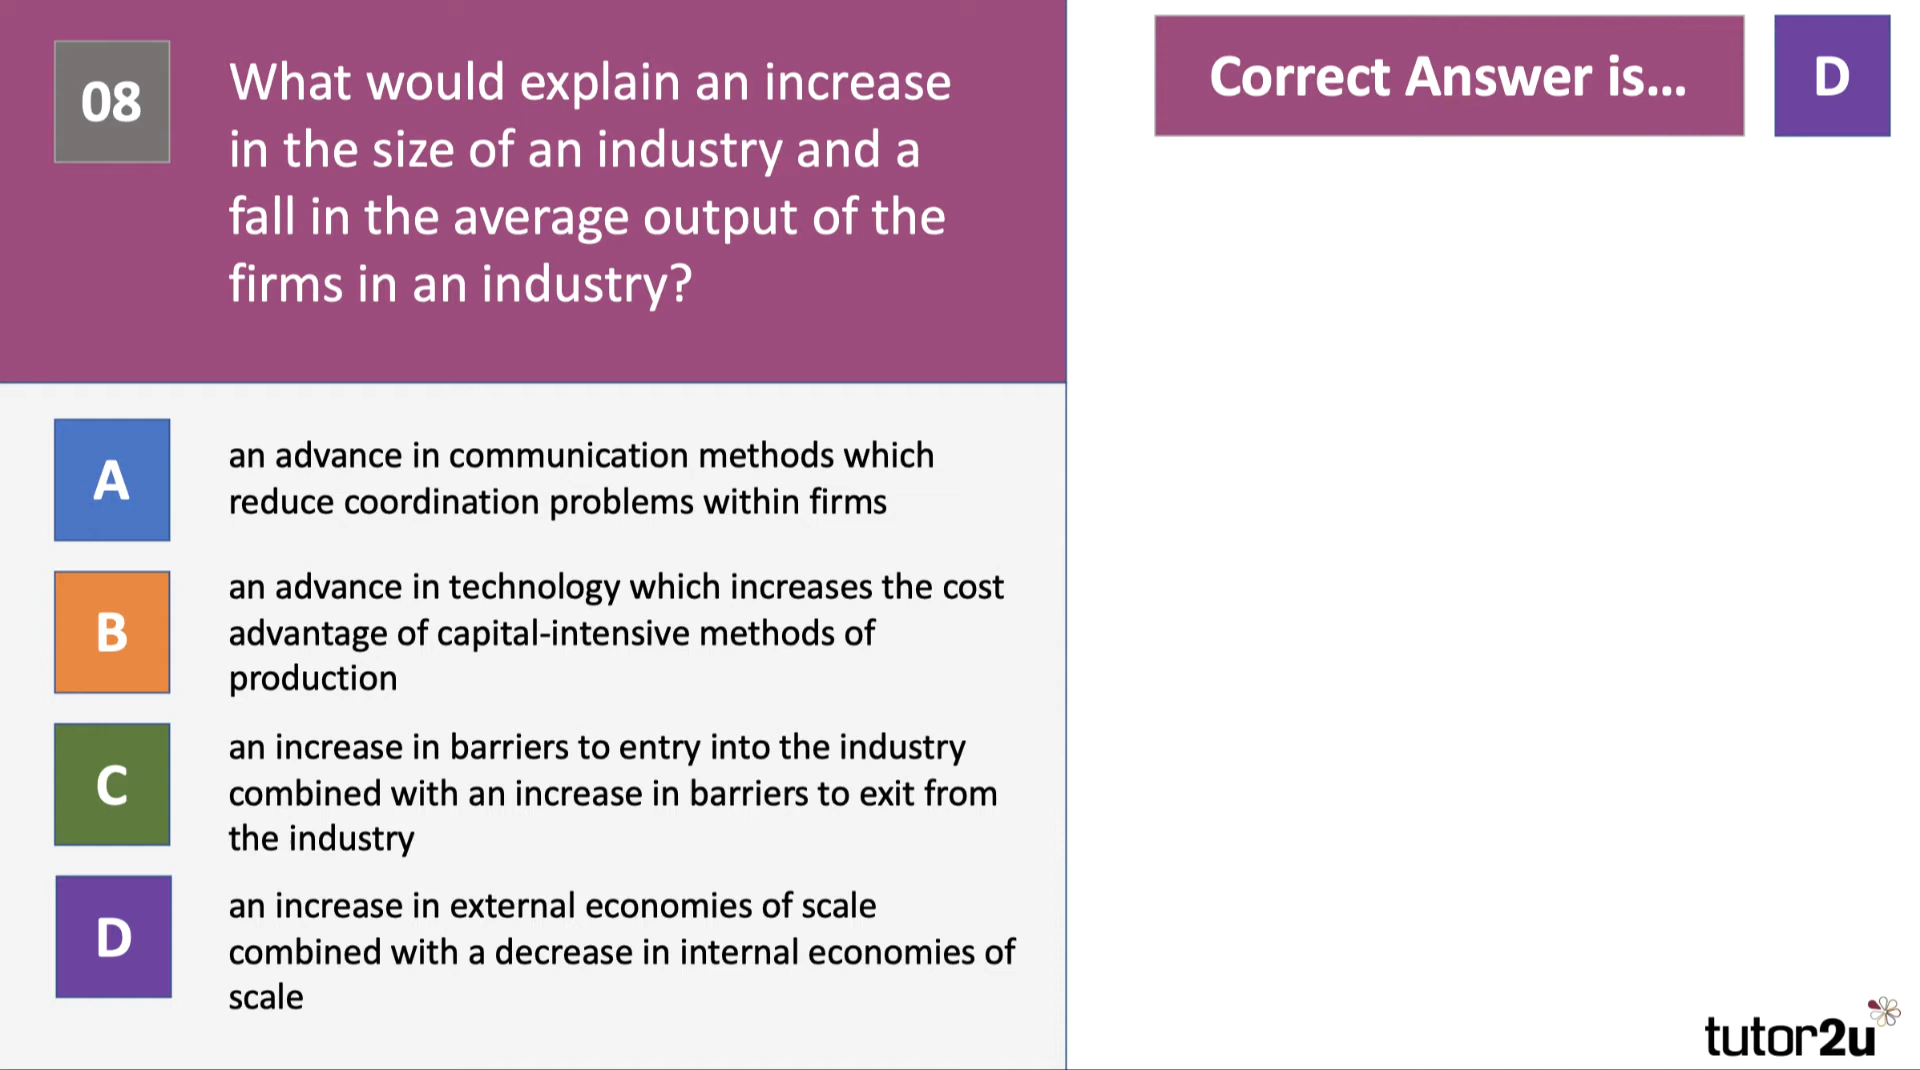 08
What would explain an increase
in the size of an industry and a
fall in the average output of the
firms in an industry?
A
an advance in communication methods which
reduce coordination problems within firms
B
an advance in technology which increases the cost
advantage of capital-intensive methods of
production
C
an increase in barriers to entry into the industry
combined with an increase in barriers to exit from
the industry
D
an increase in external economies of scale
combined with a decrease in internal economies of
scale
Correct Answer is...
D
tutor2u